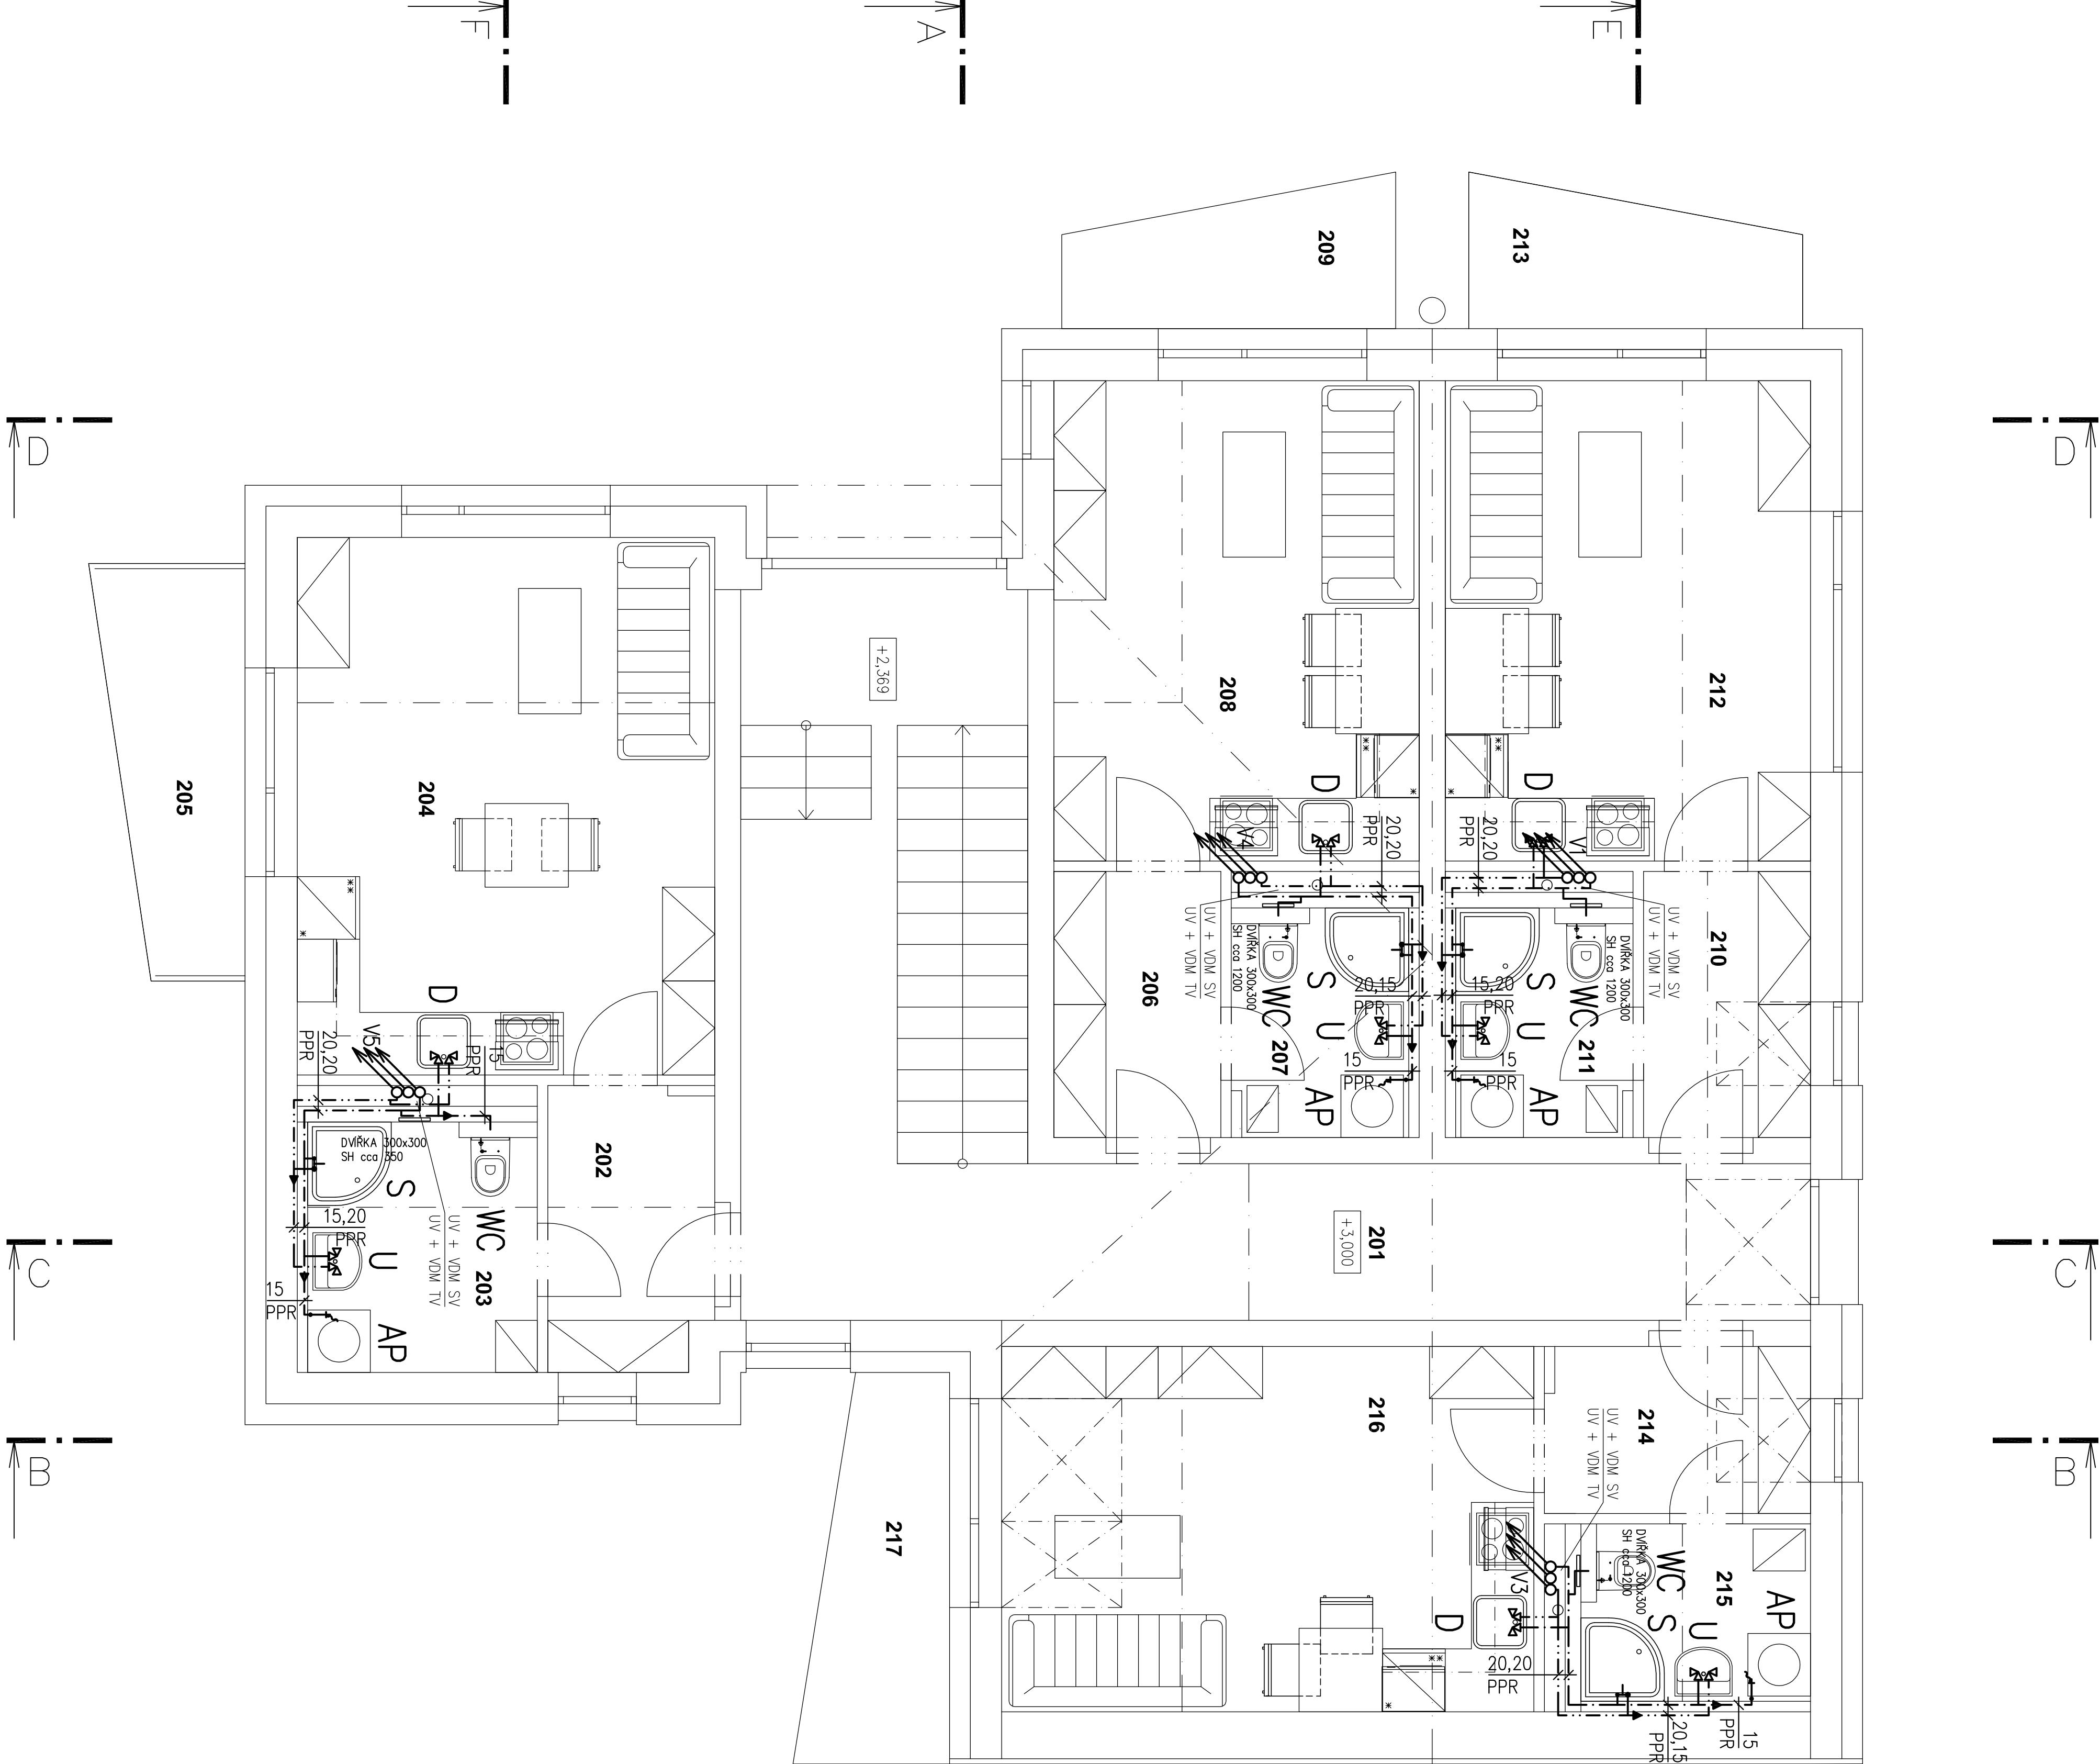 F
A
E
209
213
D
D
+2,369
208
212
204
205
D
D
20,20
PPR
20,20
PPR
V4
V1
UV + VDM SV
UV + VDM TV
UV + VDM SV
UV + VDM TV
DVÍŘKA 300x300
SH cca 1200
DVÍŘKA 300x300
SH cca 1200
206
210
S
WC
U
207
AP
S
WC
U
211
AP
20,15
PPR
15,20
PPR
15
PPR
15
PPR
D
V5
20,20
PPR
15
PPR
DVÍŘKA 300x300
SH cca 350
202
S
WC
U
203
AP
UV + VDM SV
UV + VDM TV
15,20
PPR
15
PPR
201
+3,000
C
C
216
214
UV + VDM SV
UV + VDM TV
B
B
217
V3
D
20,20
PPR
DVÍŘKA 300x300
SH cca 1200
WC
215
AP
S
U
15
PPR
20,15
PPR